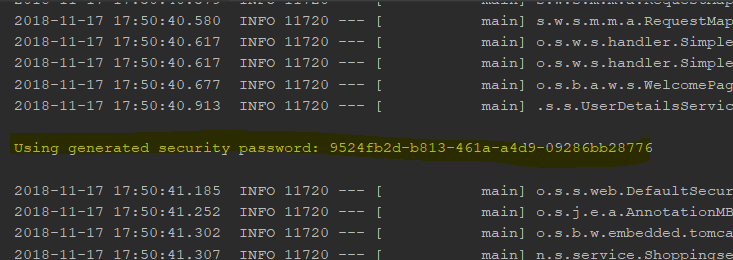 2018-11-17 17:50:40.580 INFO 11720 --- [ main] s.w.s.m.m.a.RequestMap
2018-11-17 17:50:40.617 INFO 11720 --- [ main] o.s.w.s.handler.Simple
2018-11-17 17:50:40.617 INFO 11720 --- [ main] o.s.w.s.handler.Simple
2018-11-17 17:50:40.677 INFO 11720 --- [ main] o.s.b.a.w.s.WelcomePag
2018-11-17 17:50:40.913 INFO 11720 --- [ main] .s.s.UserDetailsServic
Using generated security password: 9524fb2d-b813-461a-a4d9-09286bb28776
2018-11-17 17:50:41.185 INFO 11720 --- [ main] o.s.s.web.DefaultSecur
2018-11-17 17:50:41.252 INFO 11720 --- [ main] o.s.j.e.a.AnnotationMB
2018-11-17 17:50:41.302 INFO 11720 --- [ main] o.s.b.w.embedded.tomca
2018-11-17 17:50:41.307 INFO 11720 --- [ main] n.s.service.Shoppingse